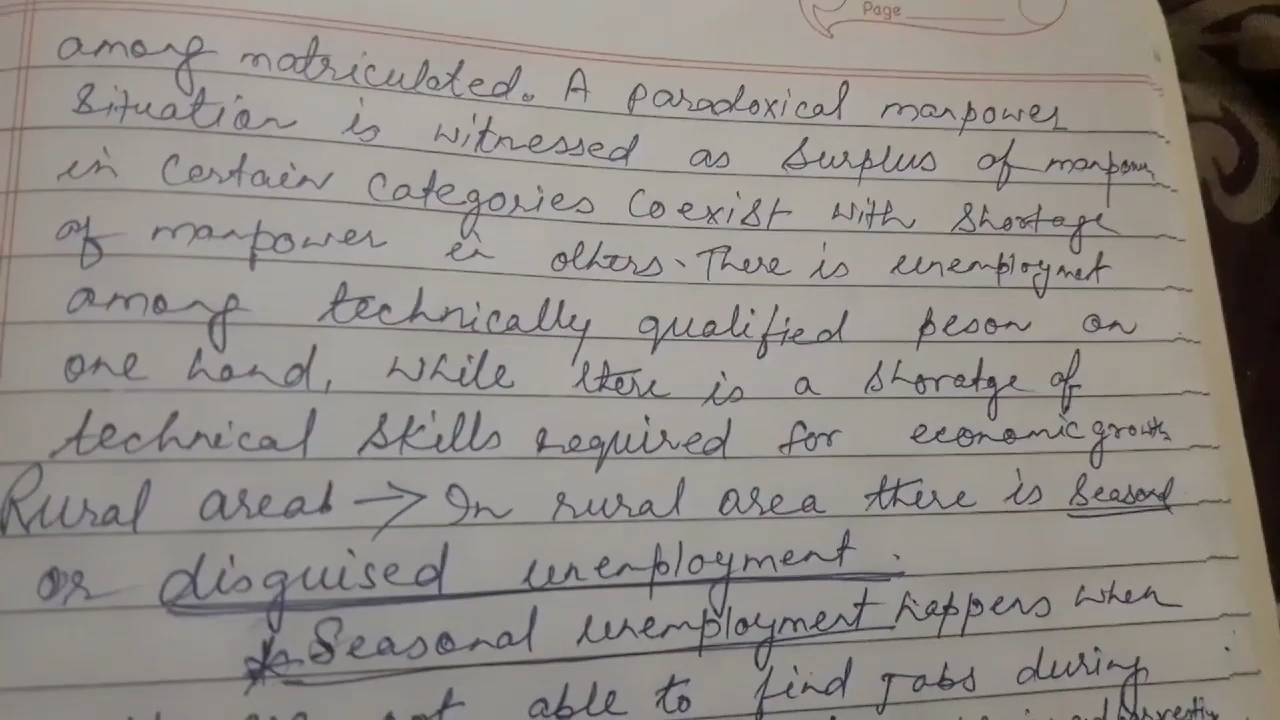 Page
among matriculated. A paradoxical manpower
Situation is witnessed as Surplus of manpower
in Certain Categories Coexist with Shortage
of manpower in others. There is unemploymet
among technically qualified peson on
one hand, while there is a Shoratge of
technical Skills required for economic growth
Rural areas → In rural area there is Seasonal
or disguised unemployment.
* Seasonal unemployment happens when
able to find Jobs during